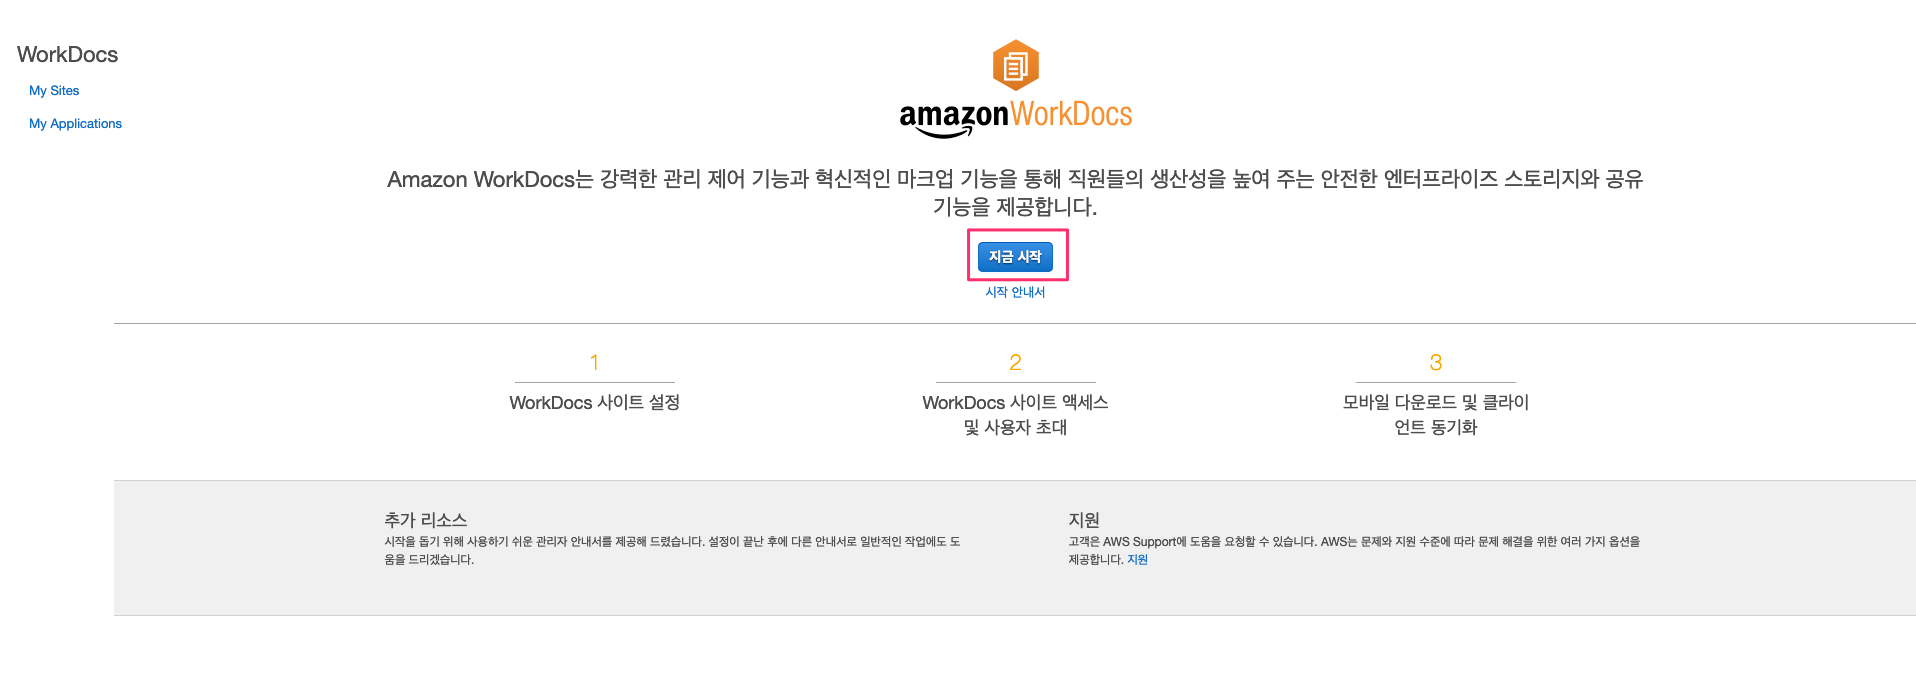 WorkDocs
My Sites
My Applications
amazonWorkDocs
Amazon WorkDocs는 강력한 관리 제어 기능과 혁신적인 마크업 기능을 통해 직원들의 생산성을 높여 주는 안전한 엔터프라이즈 스토리지와 공유
기능을 제공합니다.
지금 시작
시작 안내서
1
WorkDocs 사이트 설정
2
WorkDocs 사이트 액세스
및 사용자 초대
3
모바일 다운로드 및 클라이
언트 동기화
추가 리소스
시작을 돕기 위해 사용하기 쉬운 관리자 안내서를 제공해 드렸습니다. 설정이 끝난 후에 다른 안내서로 일반적인 작업에도 도
움을 드리겠습니다.
지원
고객은 AWS Support에 도움을 요청할 수 있습니다. AWS는 문제와 지원 수준에 따라 문제 해결을 위한 여러 가지 옵션을
제공합니다. 지원